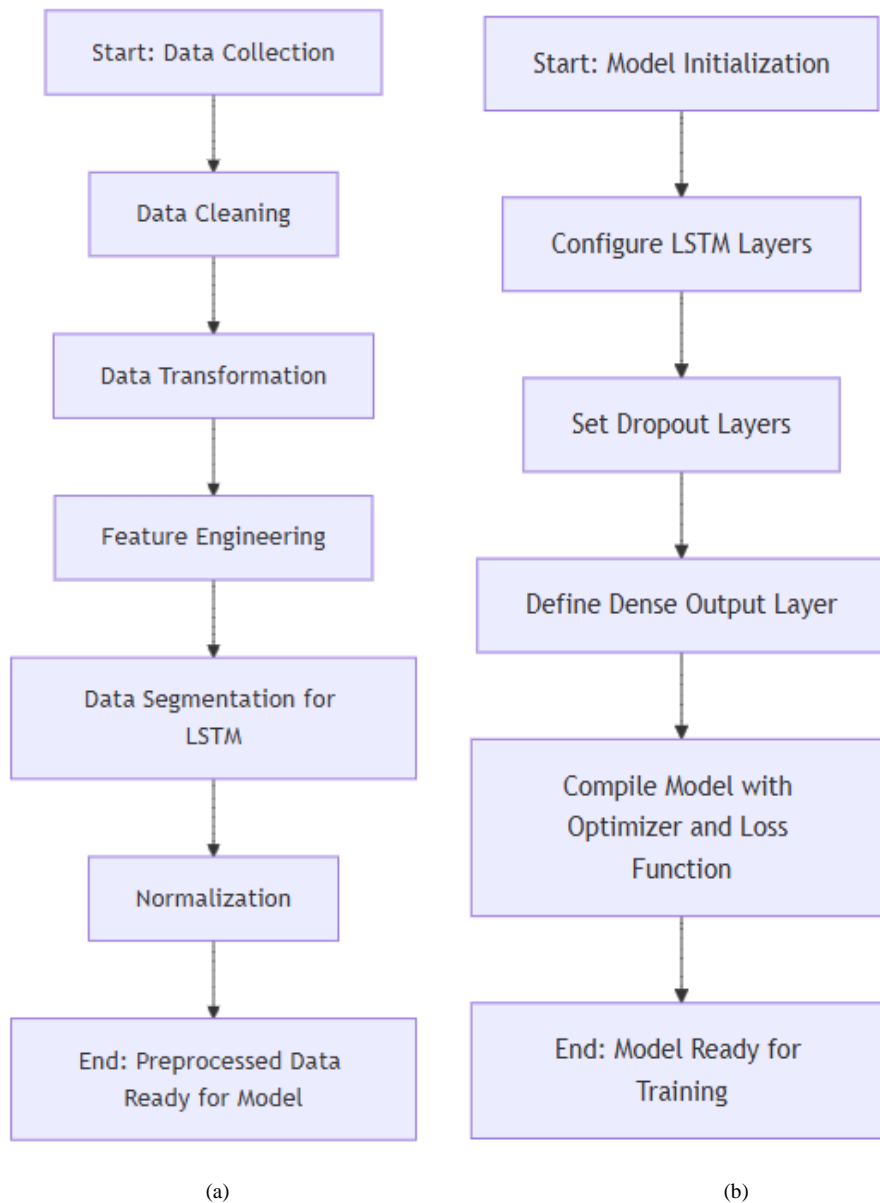 Start: Data Collection
Data Cleaning
Data Transformation
Feature Engineering
Data Segmentation for
LSTM
Normalization
End: Preprocessed Data
Ready for Model
(a)
Start: Model Initialization
Configure LSTM Layers
Set Dropout Layers
Define Dense Output Layer
Compile Model with
Optimizer and Loss
Function
End: Model Ready for
Training
(b)